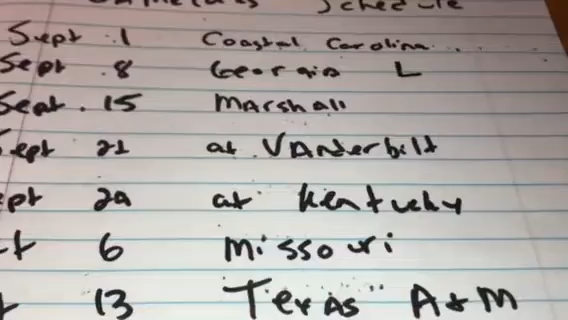 Schedule
Sept 1 Coastal Carolina
Sept 8 Georgia L
Sept. 15 Marshall
Sept 21 at Vanderbilt
ept 29 at Kentucky
t 6 Missouri
t 13 Texas A+M